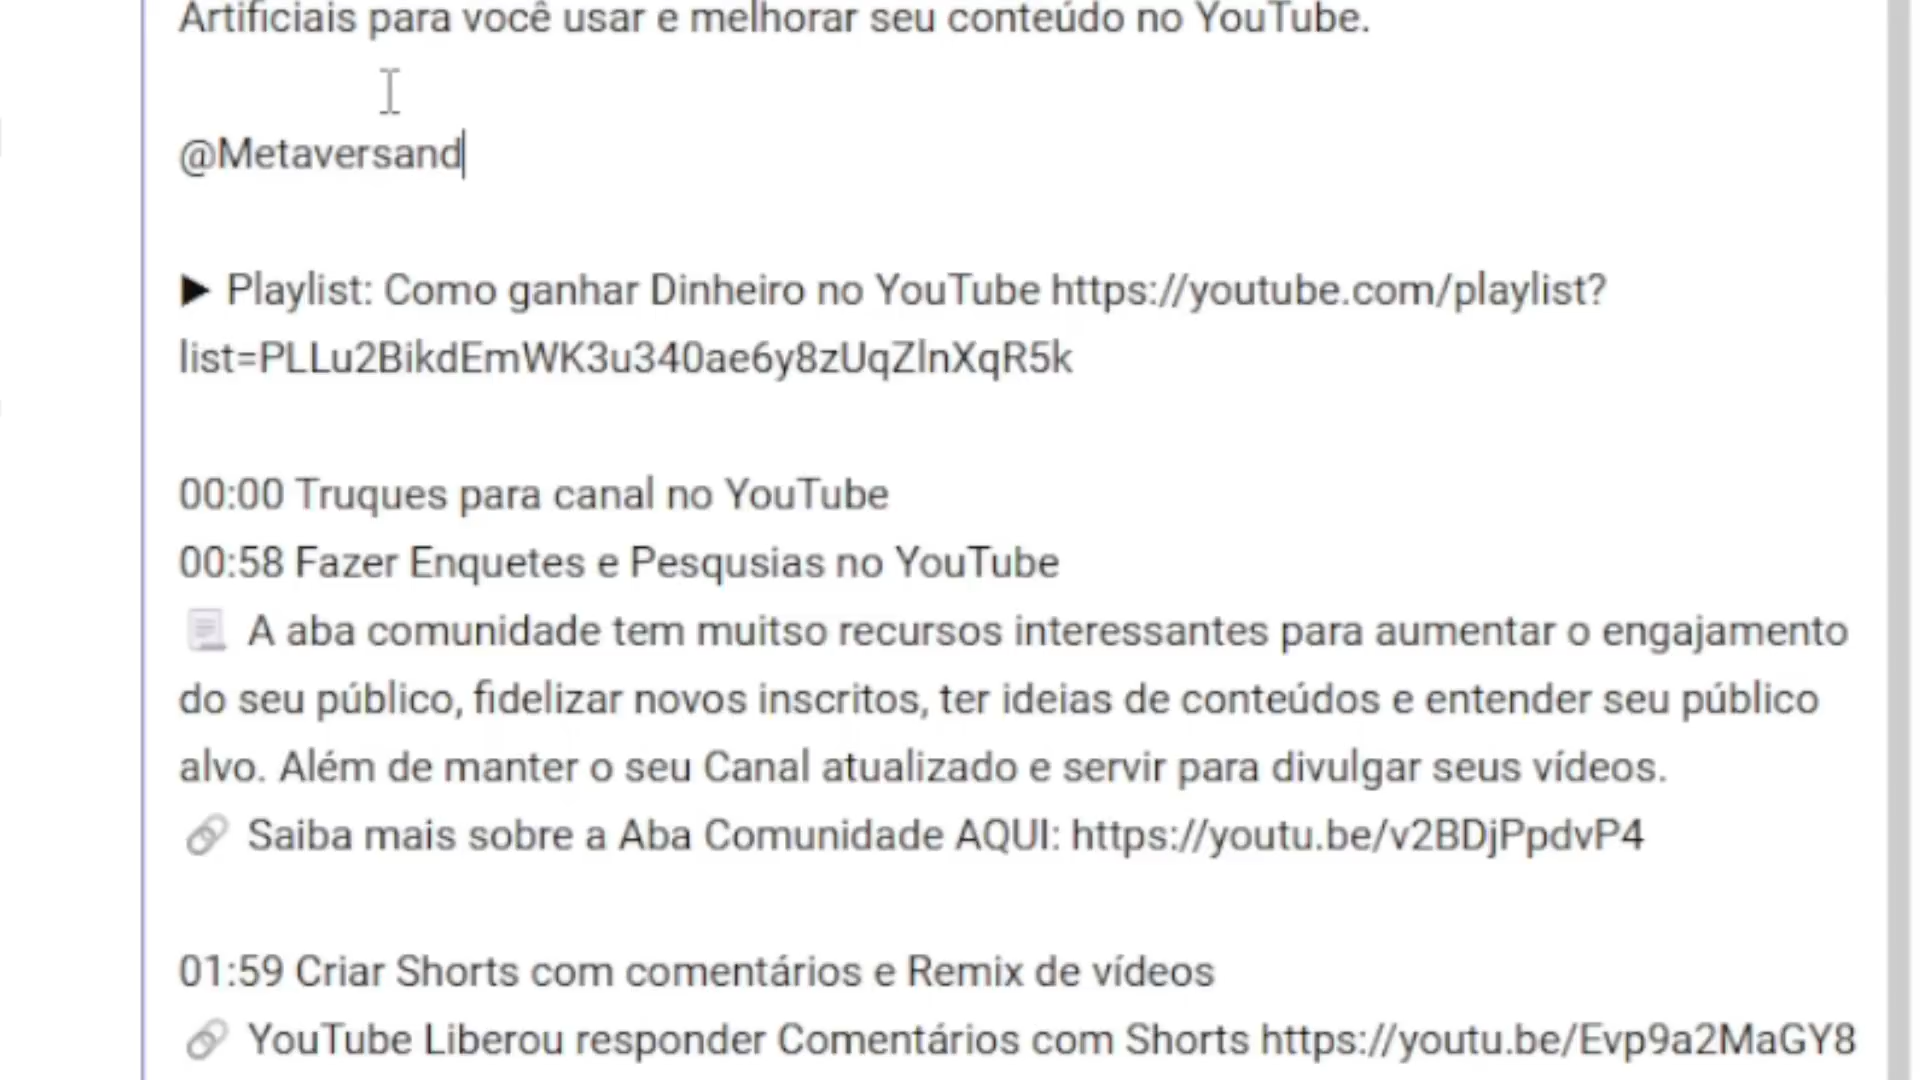 Artificiais para você usar e melhorar seu conteúdo no YouTube.
@Metaversand
▶ Playlist: Como ganhar Dinheiro no YouTube https://youtube.com/playlist?
list=PLLu2BikdEmWK3u340ae6y8zUqZlnXqR5k
00:00 Truques para canal no YouTube
00:58 Fazer Enquetes e Pesqusias no YouTube
📃 A aba comunidade tem muitso recursos interessantes para aumentar o engajamento
do seu público, fidelizar novos inscritos, ter ideias de conteúdos e entender seu público
alvo. Além de manter o seu Canal atualizado e servir para divulgar seus vídeos.
🔗 Saiba mais sobre a Aba Comunidade AQUI: https://youtu.be/v2BDjPpdvP4
01:59 Criar Shorts com comentários e Remix de vídeos
🔗 YouTube Liberou responder Comentários com Shorts https://youtu.be/Evp9a2MaGY8